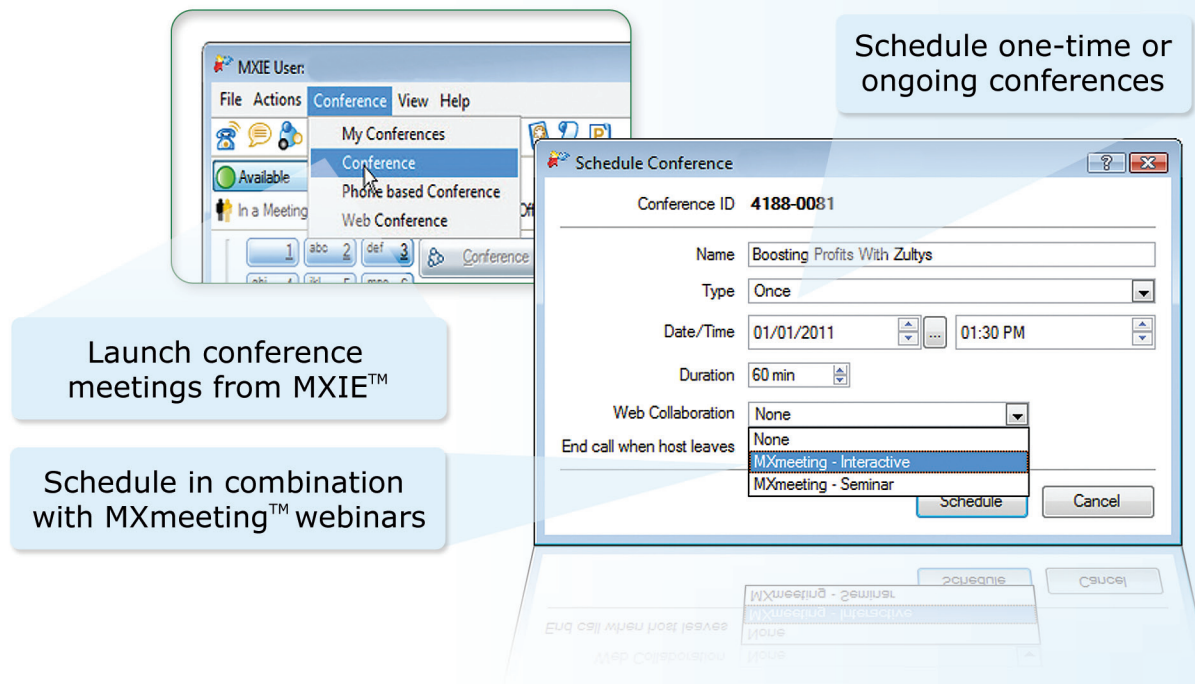 MXIE User:
File Actions Conference View Help
My Conferences
Conference
Phone based Conference
Web Conference
Available
In a Meeting
1 abc 2 def 3 Conference
Schedule one-time or
ongoing conferences
Launch conference
meetings from MXIE™
Schedule in combination
with MXmeeting™ webinars
Schedule Conference
Conference ID 4188-0081
Name Boosting Profits With Zultys
Type Once
Date/Time 01/01/2011 ... 01:30 PM
Duration 60 min
Web Collaboration None
End call when host leaves None
MXmeeting - Interactive
MXmeeting - Seminar
Schedule Cancel